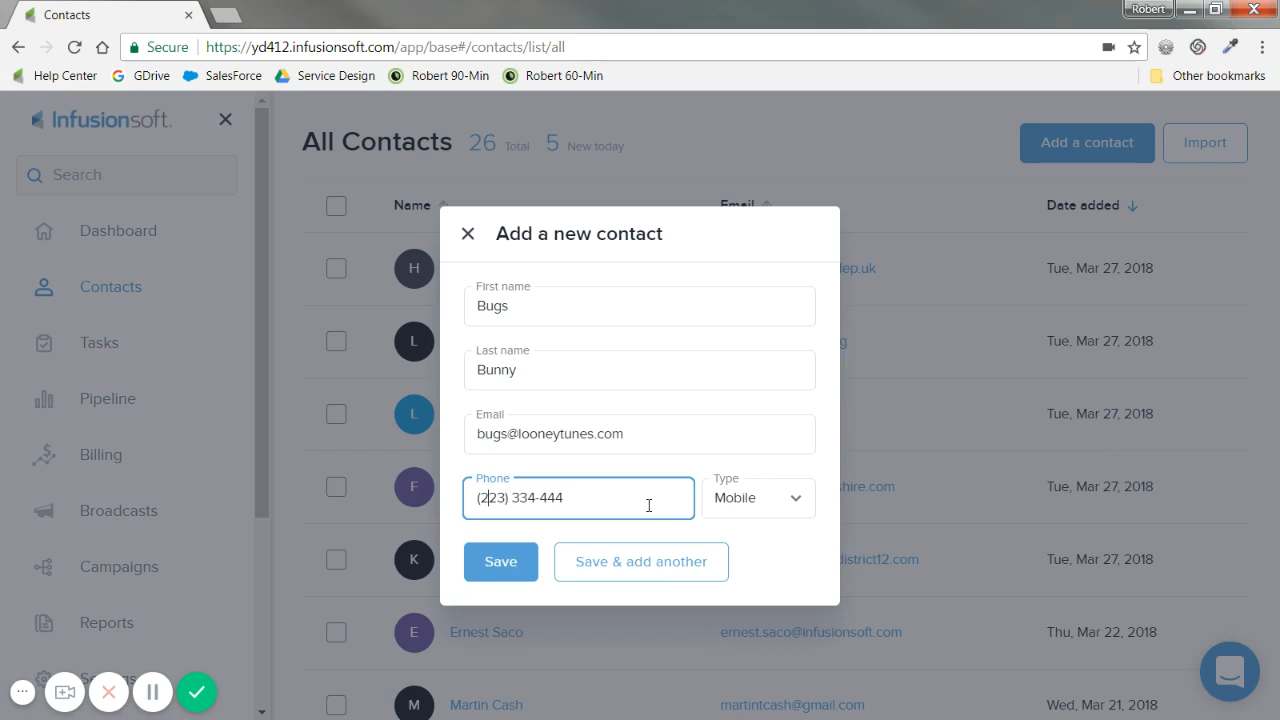 Contacts
Robert
Secure
https://yd412.infusionsoft.com/app/base#/contacts/list/all
Help Center
GDrive
SalesForce
Service Design
Robert 90-Min
Robert 60-Min
Other bookmarks
Infusionsoft.
Search
Dashboard
Contacts
Tasks
Pipeline
Billing
Broadcasts
Campaigns
Reports
All Contacts 26 Total 5 New today
Add a contact
Import
Name
Email
Date added
H
lep.uk
Tue, Mar 27, 2018
L
g
Tue, Mar 27, 2018
L
Tue, Mar 27, 2018
F
hire.com
Tue, Mar 27, 2018
K
district12.com
Tue, Mar 27, 2018
E
Ernest Saco
ernest.saco@infusionsoft.com
Thu, Mar 22, 2018
M
Martin Cash
martintcash@gmail.com
Wed, Mar 21, 2018
Add a new contact
First name
Bugs
Last name
Bunny
Email
bugs@looneytunes.com
Phone
(223) 334-444
Type
Mobile
Save
Save & add another